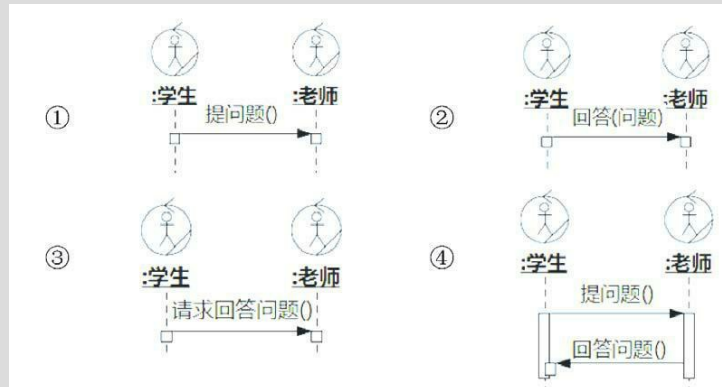 ①
:学生 :老师
提问题()
②
:学生 :老师
回答(问题)
③
:学生 :老师
请求回答问题()
④
:学生 :老师
提问题()
回答问题()